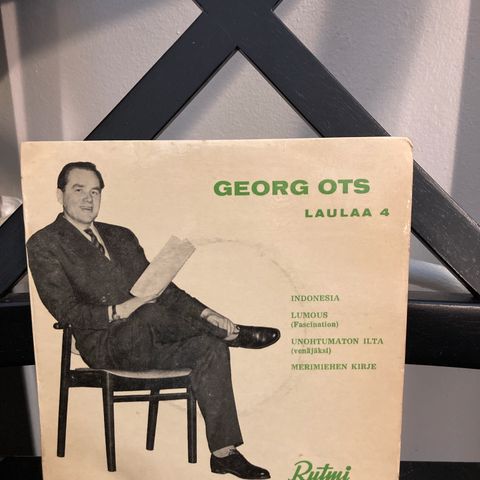 GEORG OTS
LAULAA 4
INDONESIA
LUMOUS
(Fascination)
UNOHTUMATON ILTA
(venäjäksi)
MERIMIEHEN KIRJE
Rytmi